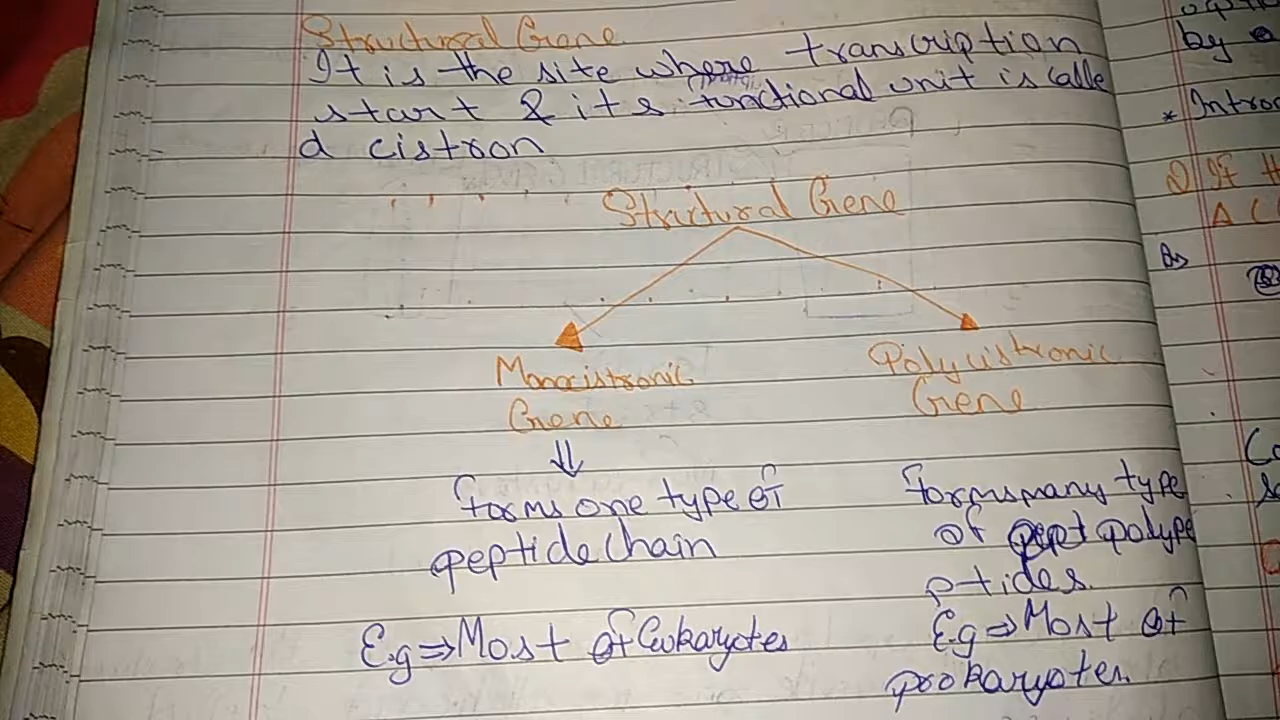 Structural Gene
It is the site where transcription
start & its functional unit is calle
d cistron
Structural Gene
Monocistronic
Gene
Polycistronic
Gene
⇓
forms one type of
peptide chain
Eg⇒Most of Eukaryotes
forms many type
of polype
ptides.
Eg⇒Most of
prokaryotes.
by
* Intro